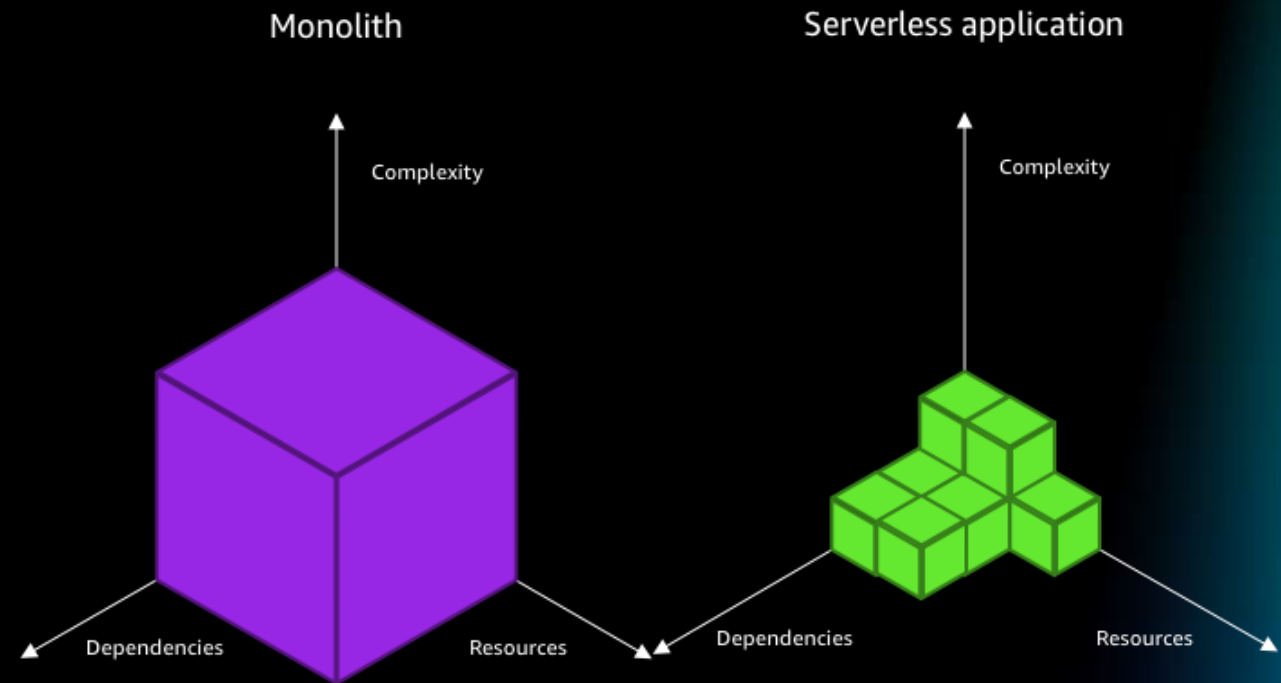 Monolith
Serverless application
Complexity
Complexity
Dependencies
Resources
Dependencies
Resources